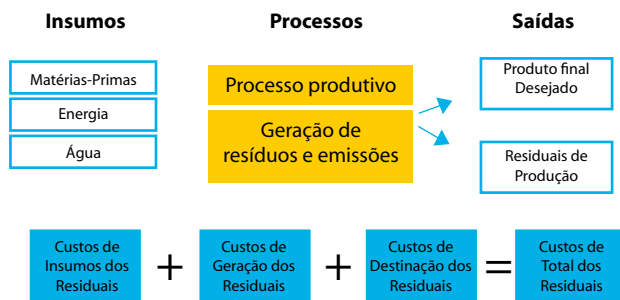 Insumos
Processos
Saídas
Matérias-Primas
Energia
Água
Processo produtivo
Geração de
resíduos e emissões
Produto final
Desejado
Residuais de
Produção
Custos de
Insumos dos
Residuais
+
Custos de
Geração dos
Residuais
+
Custos de
Destinação dos
Residuais
=
Custos de
Total dos
Residuais